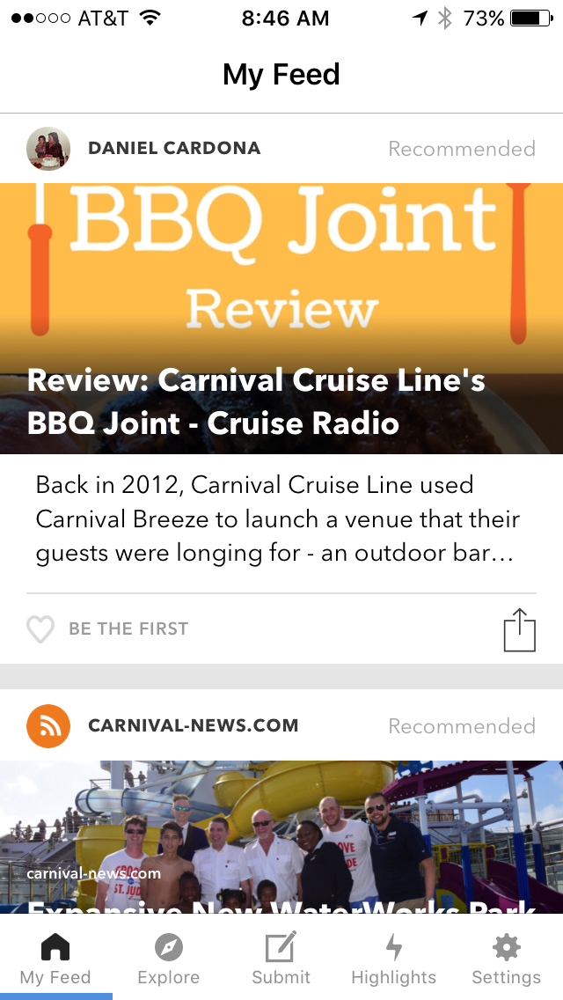 AT&T 8:46 AM 73%
My Feed
DANIEL CARDONA Recommended
BBQ Joint
Review
Review: Carnival Cruise Line's
BBQ Joint - Cruise Radio
Back in 2012, Carnival Cruise Line used
Carnival Breeze to launch a venue that their
guests were longing for - an outdoor bar…
BE THE FIRST
CARNIVAL-NEWS.COM Recommended
carnival-news.com
ST. JUDE
Expansive New WaterWorks Park
My Feed Explore Submit Highlights Settings